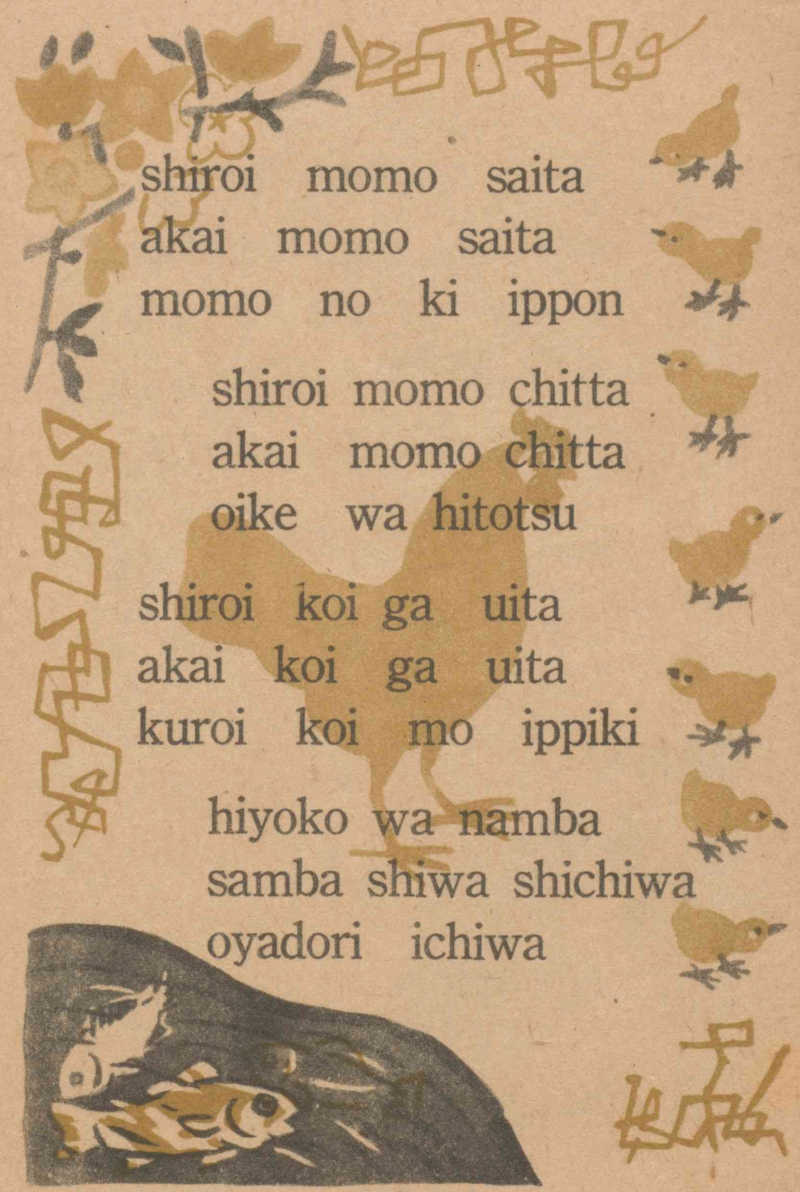 shiroi momo saita
akai momo saita
momo no ki ippon
shiroi momo chitta
akai momo chitta
oike wa hitotsu
shiroi koi ga uita
akai koi ga uita
kuroi koi mo ippiki
hiyoko wa namba
samba shiwa shichiwa
oyadori ichiwa